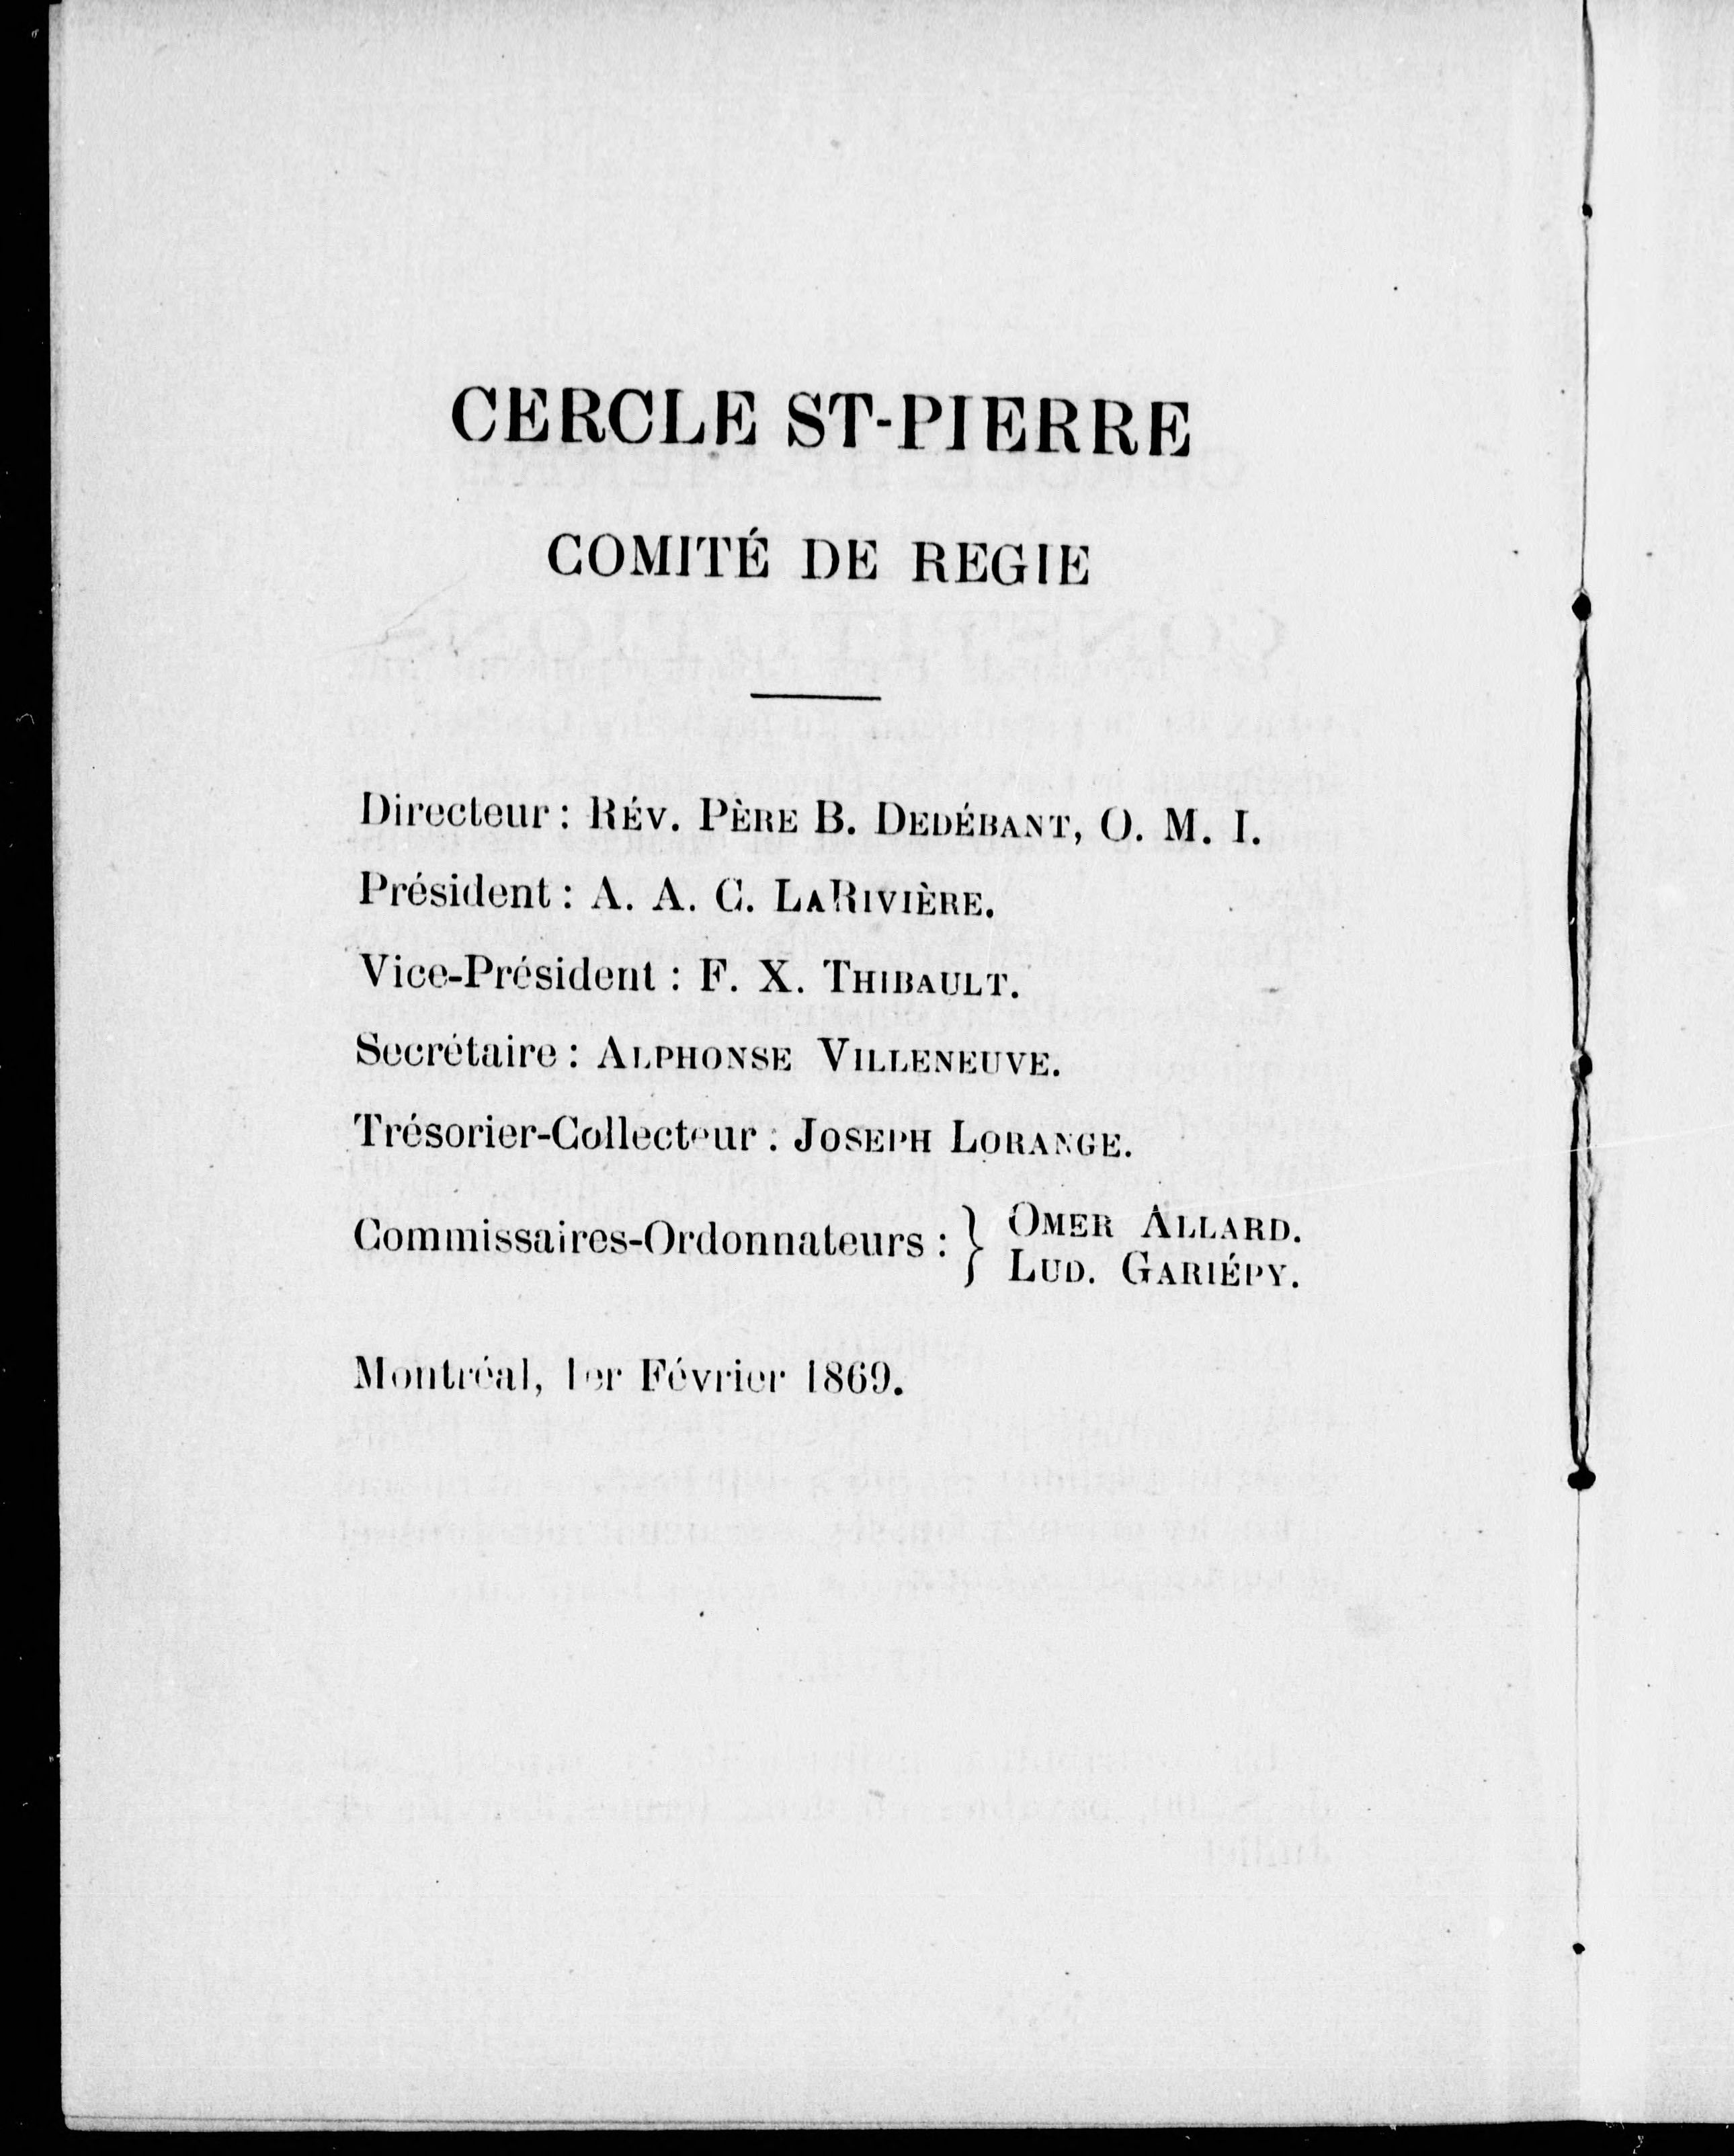 CERCLE ST-PIERRE
COMITÉ DE REGIE
Directeur : RÉV. PÈRE B. DEDÉBANT, O. M. I.
Président : A. A. C. LARIVIÈRE.
Vice-Président : F. X. THIBAULT.
Secrétaire : ALPHONSE VILLENEUVE.
Trésorier-Collecteur : JOSEPH LORANGE.
Commissaires-Ordonnateurs : } OMER ALLARD.
LUD. GARIÉPY.
Montréal, 1er Février 1869.